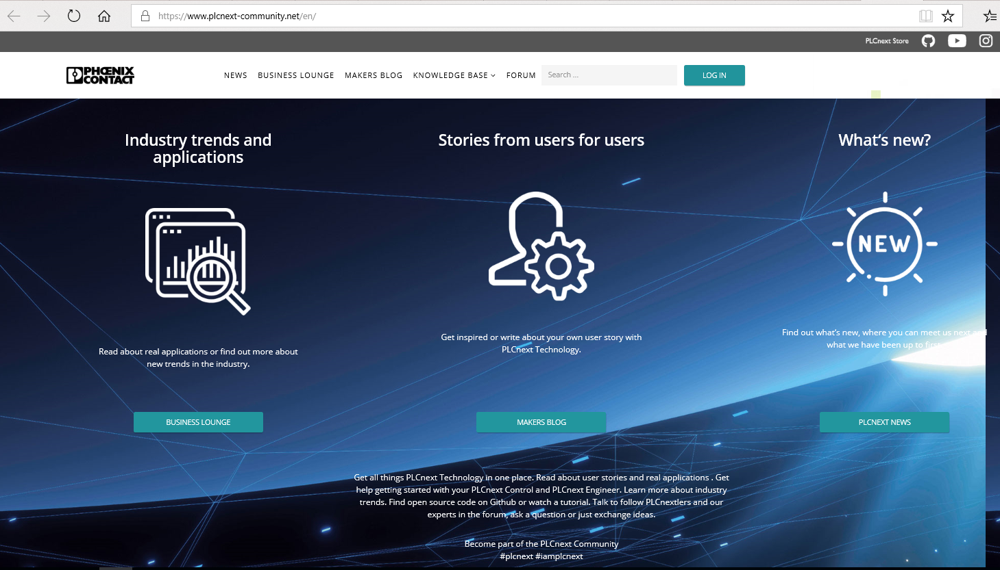 https://www.plcnext-community.net/en/
PLCnext Store
PHŒNIX
CONTACT
NEWS BUSINESS LOUNGE MAKERS BLOG KNOWLEDGE BASE FORUM Search ... LOG IN
Industry trends and
applications
Read about real applications or find out more about
new trends in the industry.
BUSINESS LOUNGE
Stories from users for users
Get inspired or write about your own user story with
PLCnext Technology.
MAKERS BLOG
What's new?
NEW
Find out what's new, where you can meet us next and
what we have been up to first
PLCNEXT NEWS
Get all things PLCnext Technology in one place. Read about user stories and real applications . Get
help getting started with your PLCnext Control and PLCnext Engineer. Learn more about industry
trends. Find open source code on Github or watch a tutorial. Talk to follow PLCnextlers and our
experts in the forum, ask a question or just exchange ideas.
Become part of the PLCnext Community
#plcnext #iamplcnext